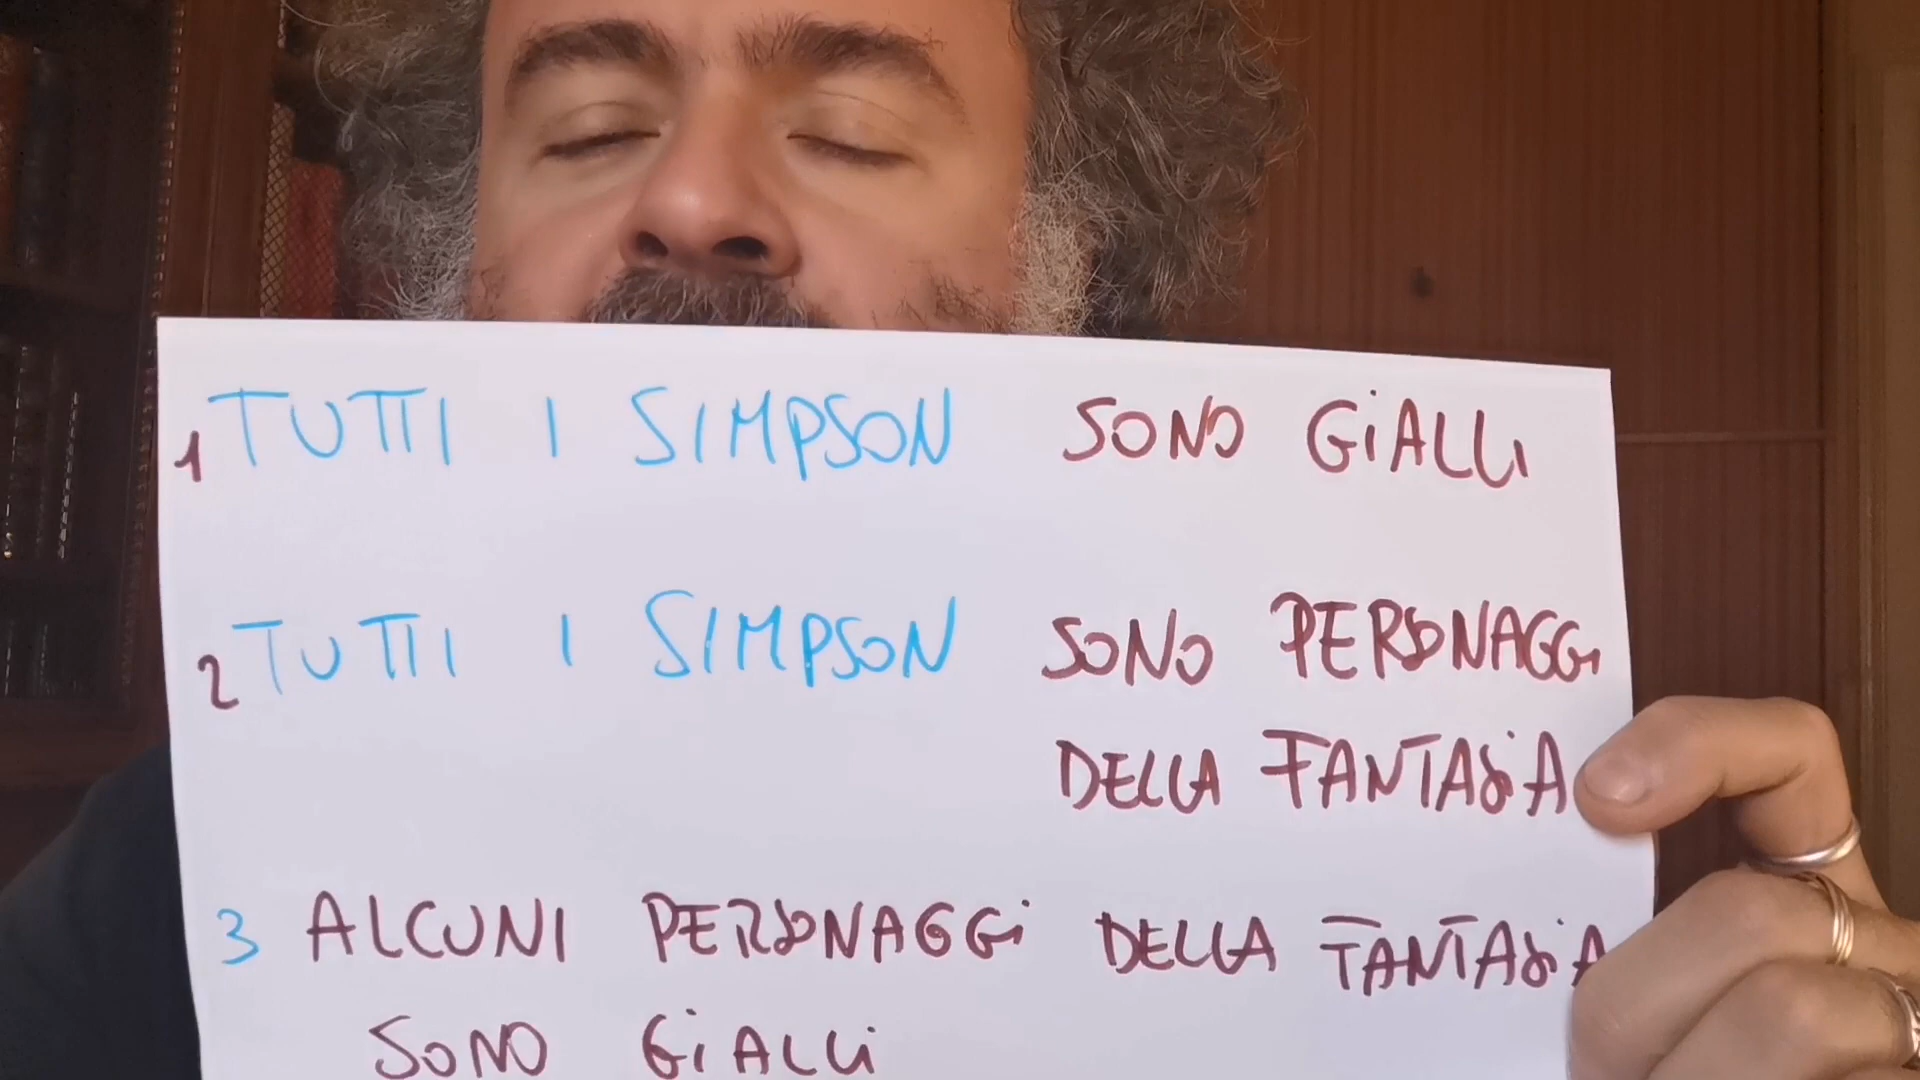 1 TUTTI I SIMPSON SONO GIALLI
2 TUTTI I SIMPSON SONO PERSONAGGI
DELLA FANTASIA
3 ALCUNI PERSONAGGI DELLA FANTASIA
SONO GIALLI